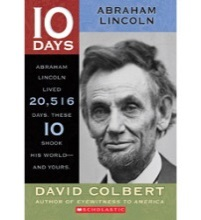 10
DAYS
ABRAHAM
LINCOLN
ABRAHAM
LINCOLN
LIVED
20,516
DAYS. THESE
10
SHOOK
HIS WORLD—
AND YOURS.
DAVID COLBERT
AUTHOR OF EYEWITNESS TO AMERICA
SCHOLASTIC